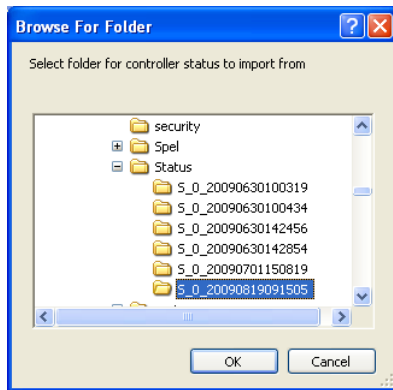 Browse For Folder
Select folder for controller status to import from
security
Spel
Status
S_0_20090630100319
S_0_20090630100434
S_0_20090630142456
S_0_20090630142854
S_0_20090701150819
S_0_20090819091505
OK Cancel